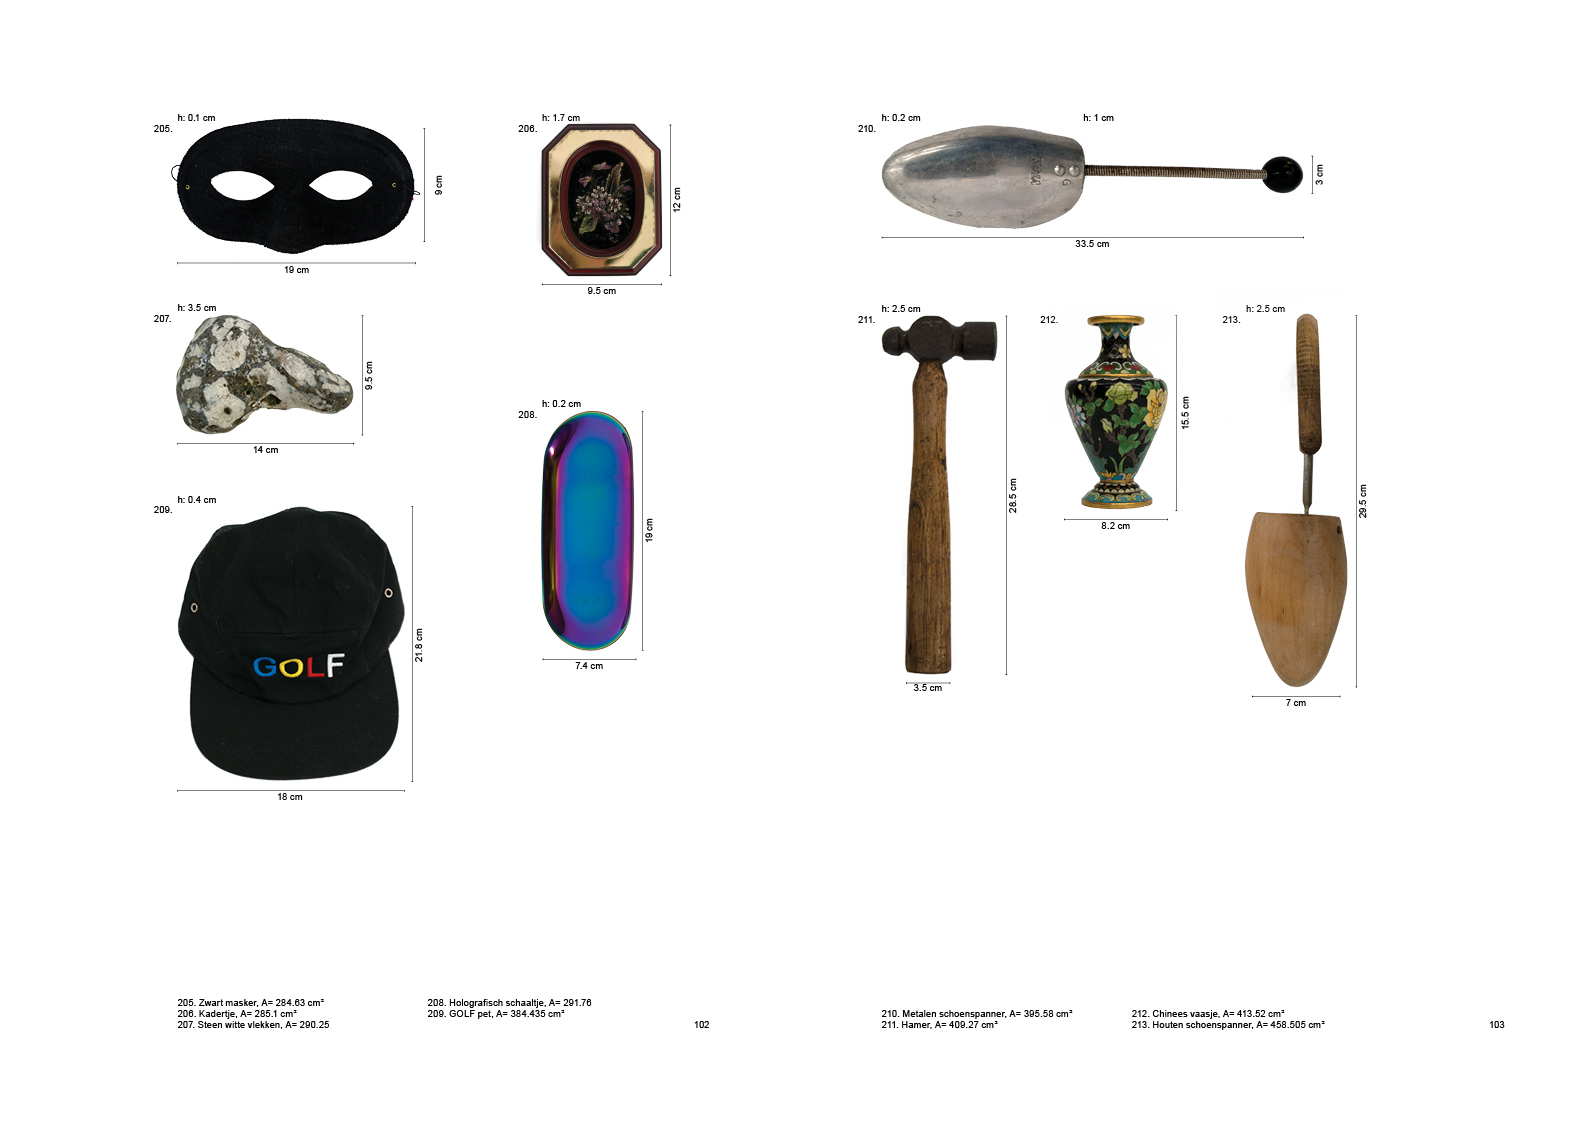 h: 0.1 cm
205.
9 cm
19 cm
h: 1.7 cm
206.
12 cm
9.5 cm
h: 3.5 cm
207.
9.5 cm
14 cm
h: 0.2 cm
208.
19 cm
7.4 cm
h: 0.4 cm
209.
GOLF
21.8 cm
18 cm
205. Zwart masker, A= 284.63 cm²
206. Kadertje, A= 285.1 cm²
207. Steen witte vlekken, A= 290.25
208. Holografisch schaaltje, A= 291.76
209. GOLF pet, A= 384.435 cm²
102
h: 0.2 cm
h: 1 cm
210.
3 cm
33.5 cm
h: 2.5 cm
211.
28.5 cm
3.5 cm
212.
15.5 cm
8.2 cm
h: 2.5 cm
213.
29.5 cm
7 cm
210. Metalen schoenspanner, A= 395.58 cm²
211. Hamer, A= 409.27 cm²
212. Chinees vaasje, A= 413.52 cm²
213. Houten schoenspanner, A= 458.505 cm²
103